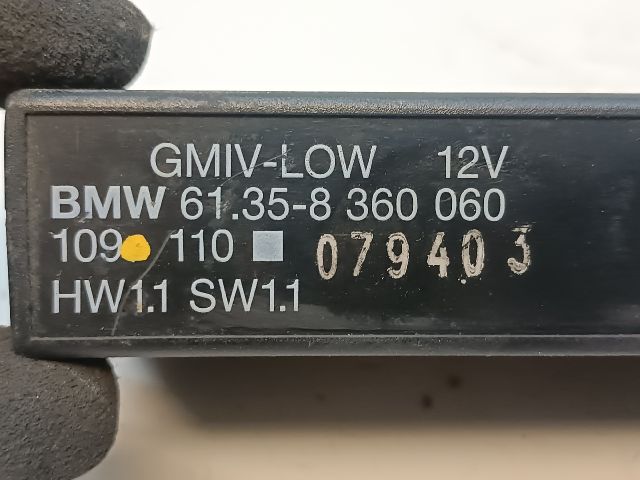 GMIV-LOW 12V
BMW 61.35-8 360 060
109 110 079403
HW1.1 SW1.1